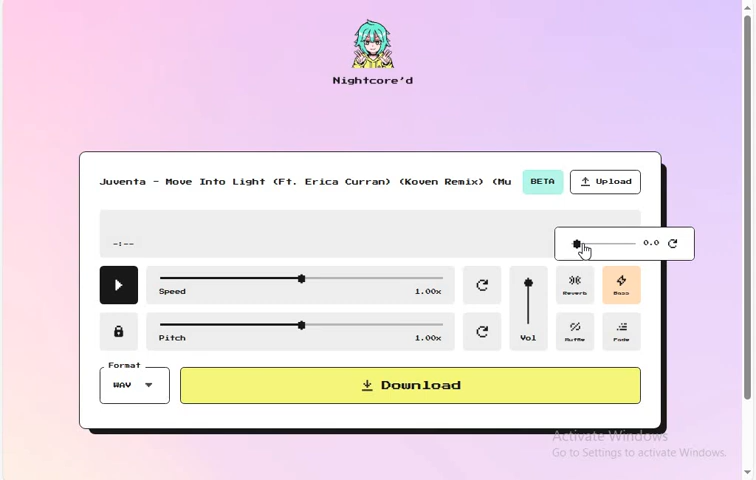 Nightcore'd
Juventa - Move Into Light (Ft. Erica Curran) (Koven Remix) (Mu
BETA
Upload
-:--
0.0
Speed
1.00x
Reverb
Bass
Pitch
1.00x
Vol
Muffle
Fade
Format
WAV
Download
Activate Windows
Go to Settings to activate Windows.